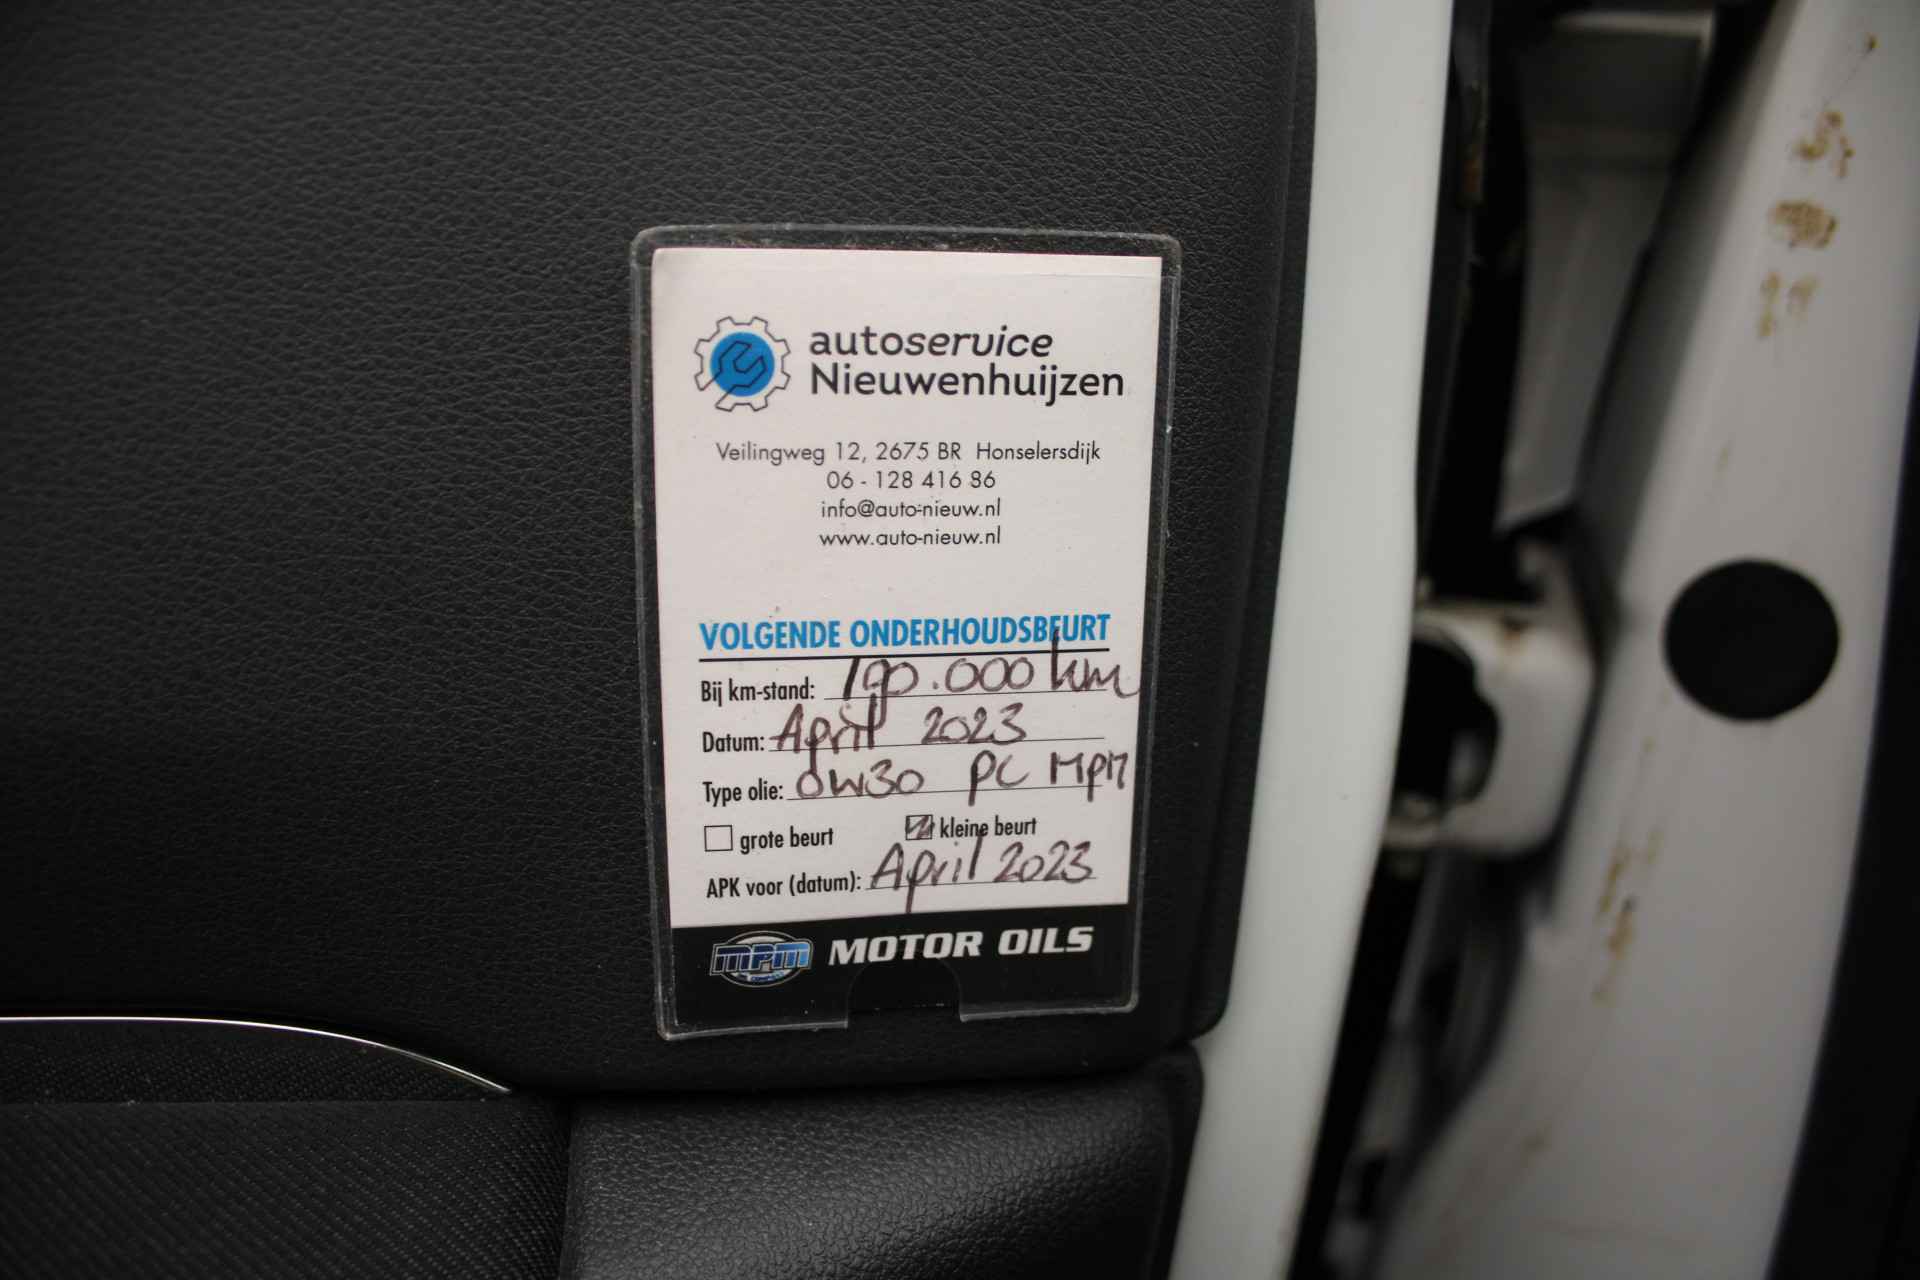 autoservice
Nieuwenhuijzen
Veilingweg 12, 2675 BR Honselersdijk
06 - 128 416 86
info@auto-nieuw.nl
www.auto-nieuw.nl
VOLGENDE ONDERHOUDSBEURT
Bij km-stand: 190.000 km
Datum: April 2023
Type olie: 0W30 PC MPM
grote beurt kleine beurt
APK voor (datum): April 2023
MPM MOTOR OILS